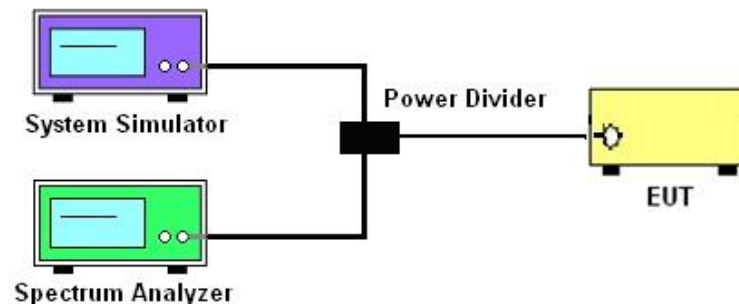 System Simulator
Power Divider
EUT
Spectrum Analyzer